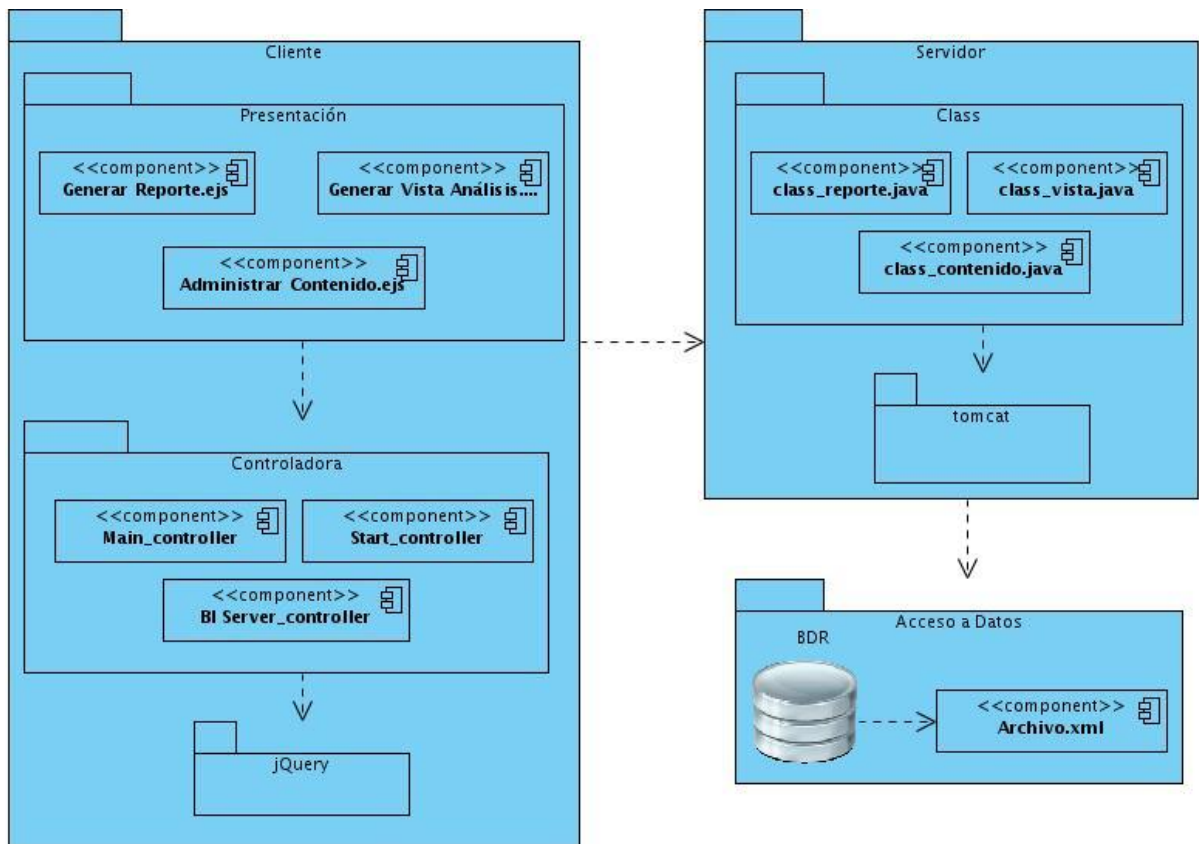 Cliente
Presentación
<<component>>
Generar Reporte.ejs
<<component>>
Generar Vista Análisis....
<<component>>
Administrar Contenido.ejs
Controladora
<<component>>
Main_controller
<<component>>
Start_controller
<<component>>
BI Server_controller
jQuery
Servidor
Class
<<component>>
class_reporte.java
<<component>>
class_vista.java
<<component>>
class_contenido.java
tomcat
Acceso a Datos
BDR
<<component>>
Archivo.xml